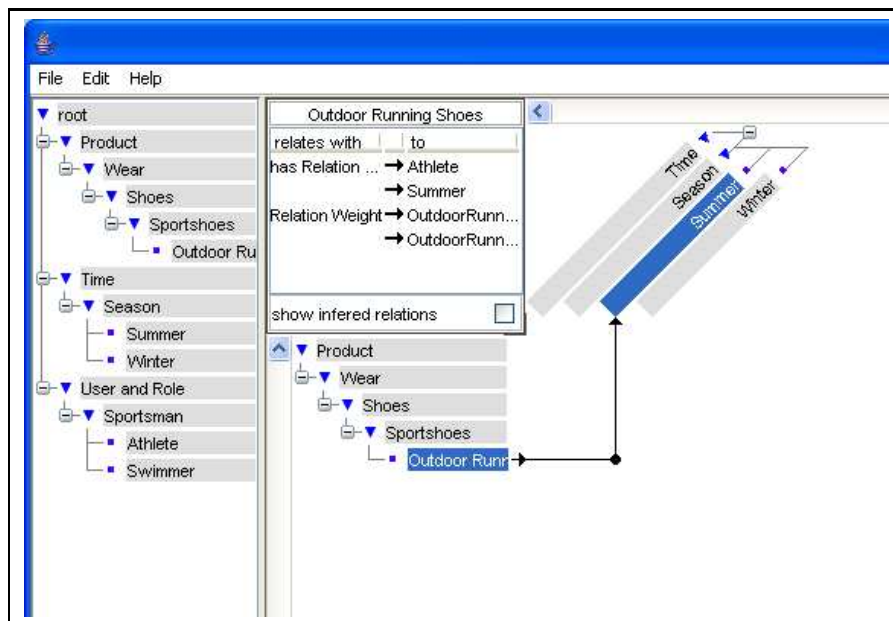 File Edit Help
root
Product
Wear
Shoes
Sportshoes
Outdoor Ru
Time
Season
Summer
Winter
User and Role
Sportsman
Athlete
Swimmer
Outdoor Running Shoes
relates with to
has Relation ... Athlete
Summer
Relation Weight OutdoorRunn...
OutdoorRunn...
show infered relations
Time
Season
Summer
Winter
Product
Wear
Shoes
Sportshoes
Outdoor Runr